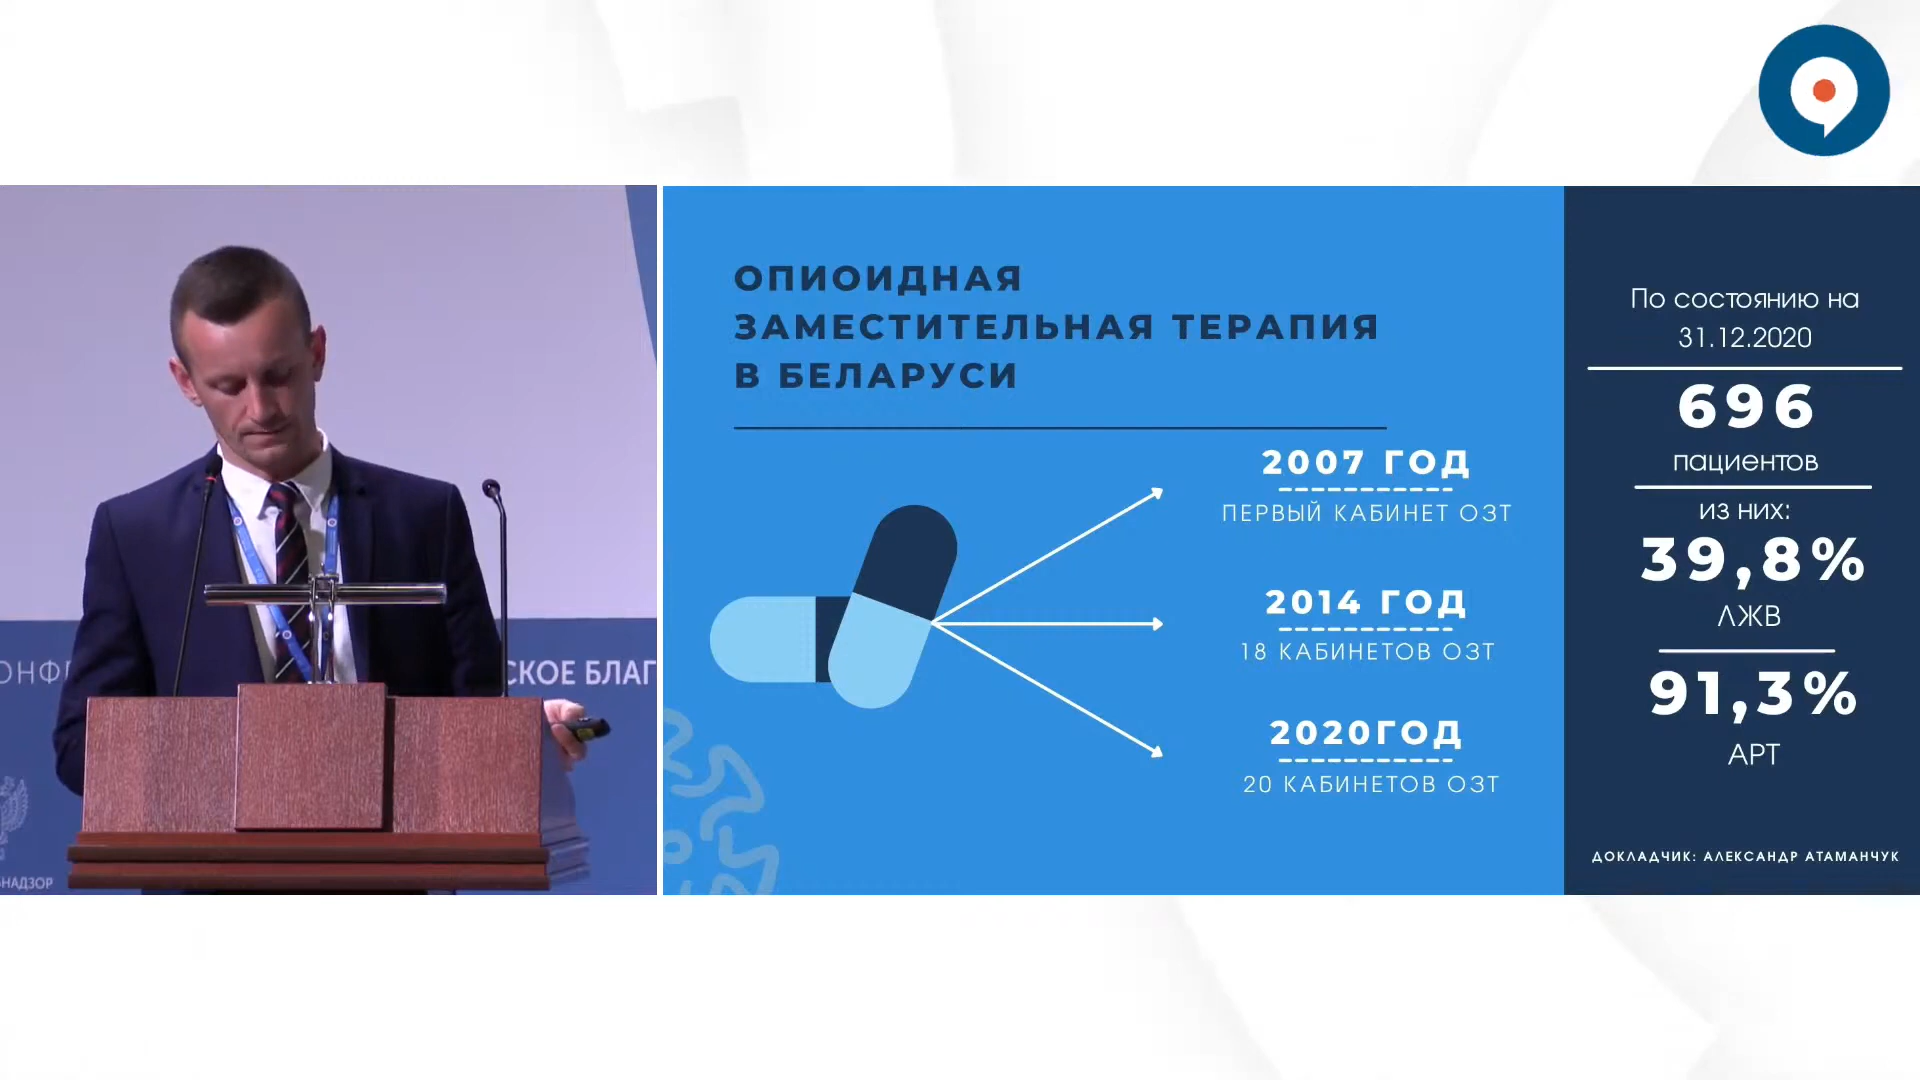 ОПИОИДНАЯ
ЗАМЕСТИТЕЛЬНАЯ ТЕРАПИЯ
В БЕЛАРУСИ
2007 ГОД
ПЕРВЫЙ КАБИНЕТ ОЗТ
2014 ГОД
18 КАБИНЕТОВ ОЗТ
2020ГОД
20 КАБИНЕТОВ ОЗТ
По состоянию на
31.12.2020
696
пациентов
из них:
39,8%
ЛЖВ
91,3%
АРТ
ДОКЛАДЧИК: АЛЕКСАНДР АТАМАНЧУК
ОНФ
СКОЕ БЛАГ
НАДЗОР